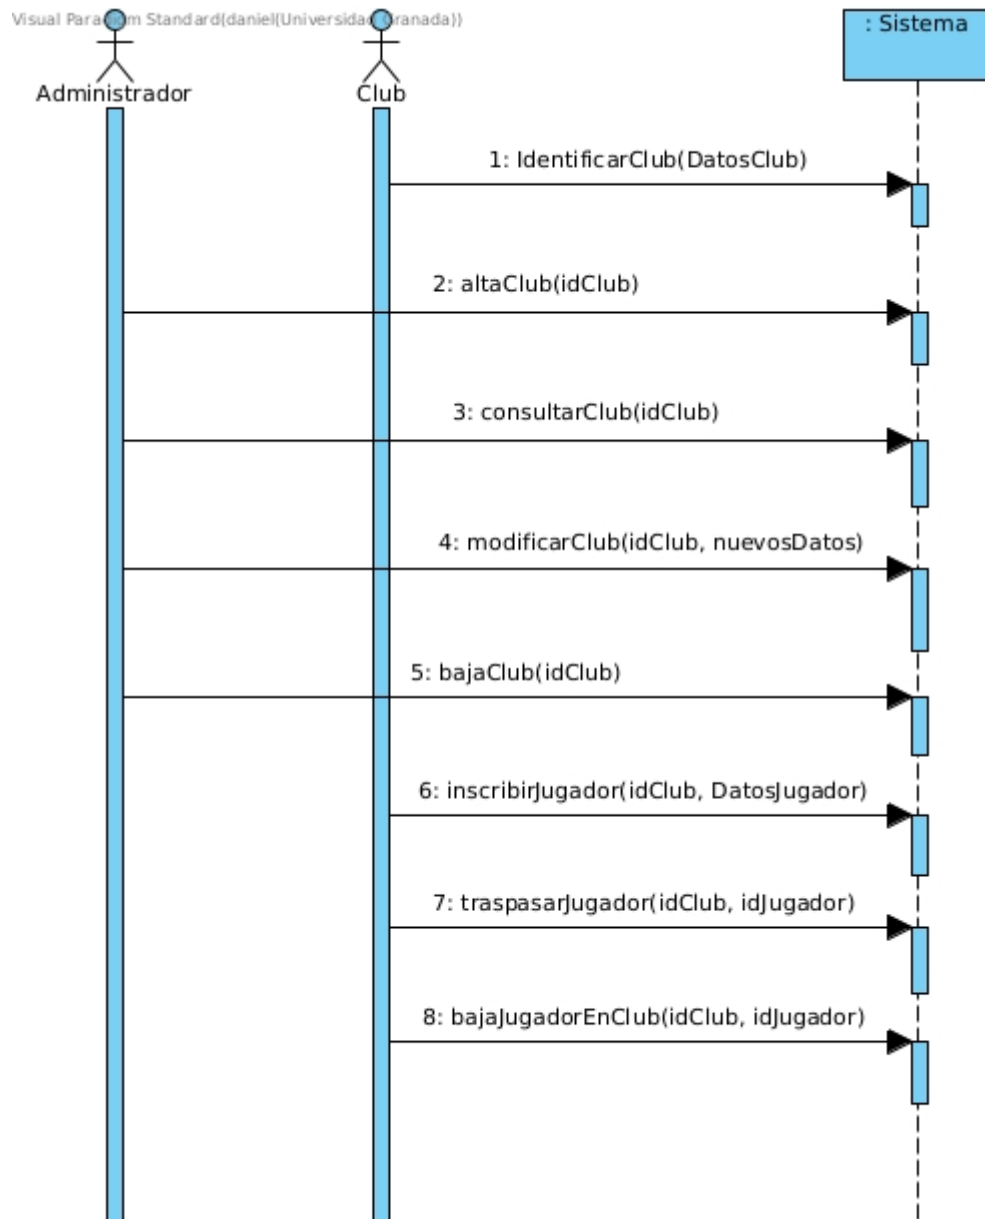 Visual Paradigm Standard(daniel(Universidad Granada))
: Sistema
Administrador
Club
1: IdentificarClub(DatosClub)
2: altaClub(idClub)
3: consultarClub(idClub)
4: modificarClub(idClub, nuevosDatos)
5: bajaClub(idClub)
6: inscribirJugador(idClub, DatosJugador)
7: traspasarJugador(idClub, idJugador)
8: bajaJugadorEnClub(idClub, idJugador)